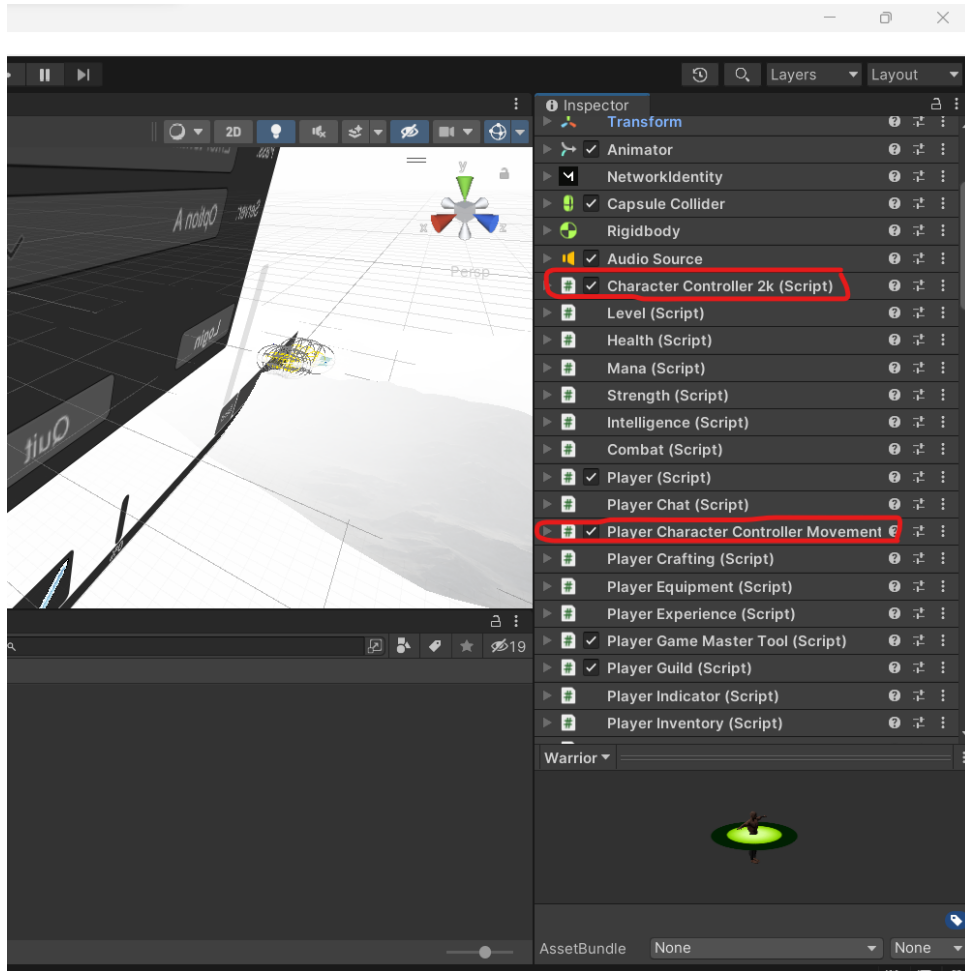 Layers
Layout
Inspector
2D
Transform
Animator
NetworkIdentity
Capsule Collider
Rigidbody
Audio Source
Character Controller 2k (Script)
Level (Script)
Health (Script)
Mana (Script)
Strength (Script)
Intelligence (Script)
Combat (Script)
Player (Script)
Player Chat (Script)
Player Character Controller Movement
Player Crafting (Script)
Player Equipment (Script)
Player Experience (Script)
Player Game Master Tool (Script)
Player Guild (Script)
Player Indicator (Script)
Player Inventory (Script)
y
x
z
Persp
Server:
Option A
Login
Quit
19
Warrior
AssetBundle
None
None